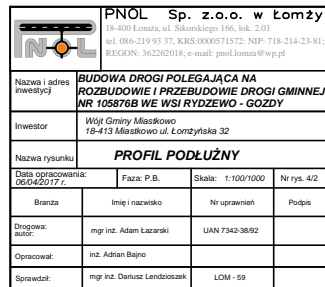 PNOL Sp. z.o.o. w Łomży
18-400 Łomża, ul. Sikorskiego 166, lok. 2.01
tel. 086-219 93 37, KRS:0000571572; NIP: 718-214-23-81;
REGON: 362262018; e-mail: pnol.lomza@wp.pl
PNOL
Nazwa i adres inwestycji
BUDOWA DROGI POLEGAJĄCA NA
ROZBUDOWIE I PRZEBUDOWIE DROGI GMINNEJ
NR 105876B WE WSI RYDZEWO - GOZDY
Inwestor
Wójt Gminy Miastkowo
18-413 Miastkowo ul. Łomżyńska 32
Nazwa rysunku
PROFIL PODŁUŻNY
Data opracowania:
06/04/2017 r.
Faza: P.B.
Skala: 1:100/1000
Nr rys. 4/2
Branża
Imię i nazwisko
Nr uprawnień
Podpis
Drogowa:
autor:
mgr inż. Adam Łazarski
UAN 7342-38/92
Opracował:
inż. Adrian Bajno
Sprawdził:
mgr inż. Dariusz Lendzioszek
LOM - 59